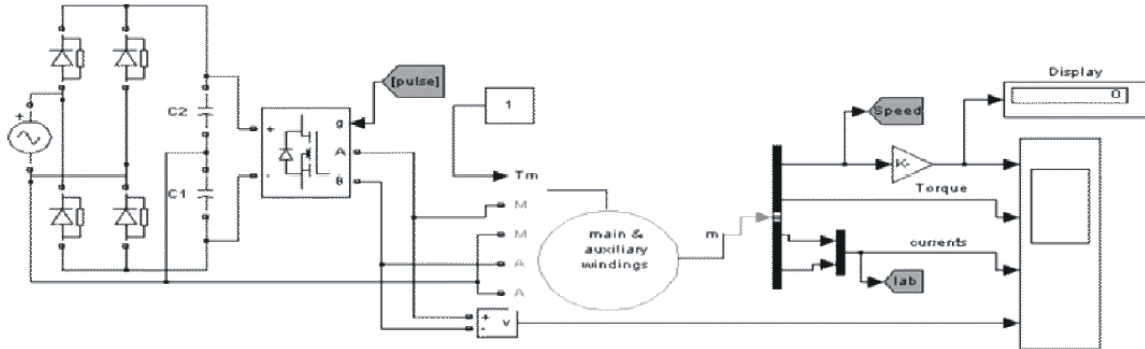 Display
0
[pulse]
1
Speed
C2
g
+
+
A
K-
-
B
Tm
Torque
C1
M
main &
auxiliary
windings
m
M
currents
A
Iab
A
+
-
v